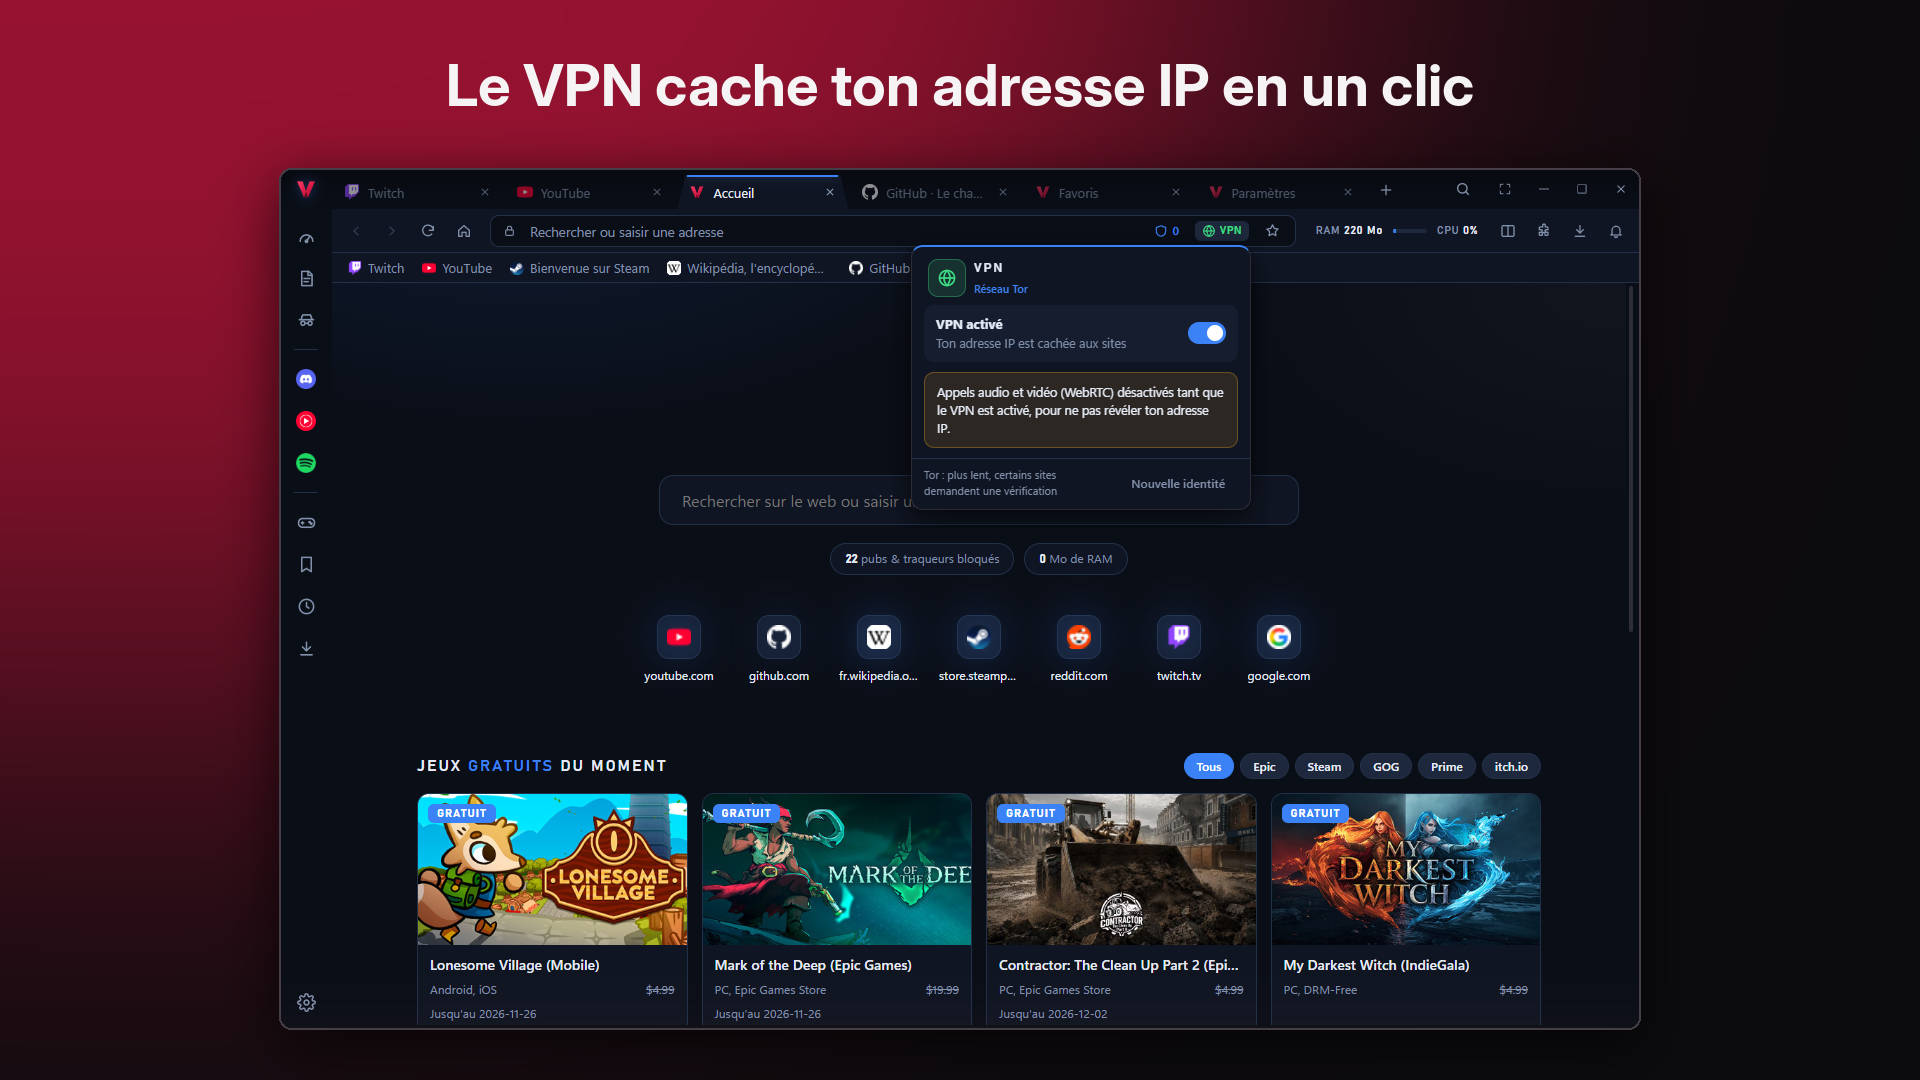 Le VPN cache ton adresse IP en un clic
Twitch
YouTube
Accueil
GitHub · Le cha...
Favoris
Paramètres
Rechercher ou saisir une adresse
0
VPN
RAM 220 Mo
CPU 0%
Twitch
YouTube
Bienvenue sur Steam
Wikipédia, l'encyclopé...
GitHub
VPN
Réseau Tor
VPN activé
Ton adresse IP est cachée aux sites
Appels audio et vidéo (WebRTC) désactivés tant que
le VPN est activé, pour ne pas révéler ton adresse
IP.
Tor : plus lent, certains sites
demandent une vérification
Nouvelle identité
Rechercher sur le web ou saisir
22 pubs & traqueurs bloqués
0 Mo de RAM
youtube.com
github.com
fr.wikipedia.o...
store.steamp...
reddit.com
twitch.tv
google.com
JEUX GRATUITS DU MOMENT
Tous
Epic
Steam
GOG
Prime
itch.io
GRATUIT
LONESOME
VILLAGE
GRATUIT
MARK OF THE DEE
GRATUIT
CONTRACTOR
GRATUIT
MY
DARKEST
WITCH
Lonesome Village (Mobile)
Android, iOS
$4.99
Jusqu'au 2026-11-26
Mark of the Deep (Epic Games)
PC, Epic Games Store
$19.99
Jusqu'au 2026-11-26
Contractor: The Clean Up Part 2 (Epi...
PC, Epic Games Store
$4.99
Jusqu'au 2026-12-02
My Darkest Witch (IndieGala)
PC, DRM-Free
$4.99